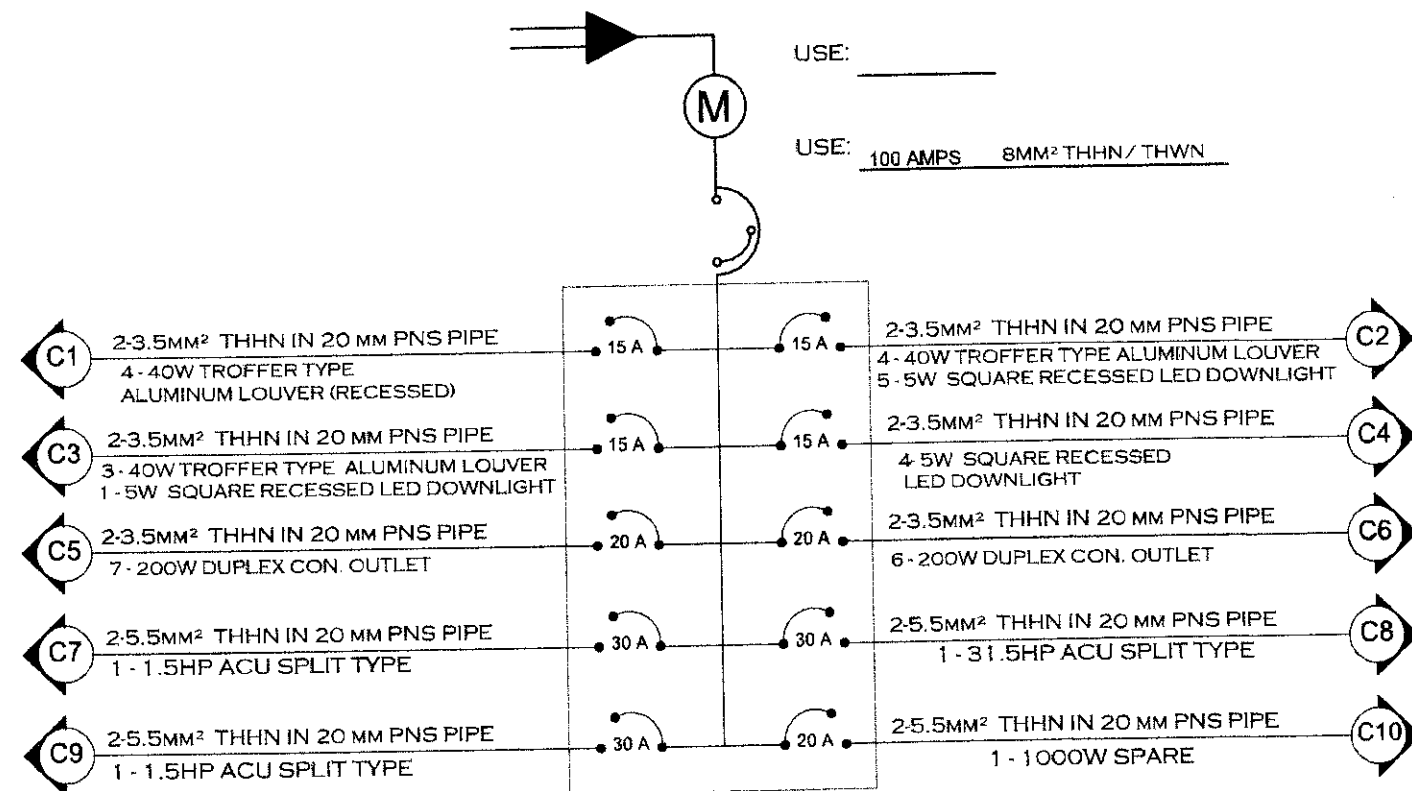 USE:
M
USE: 100 AMPS 8MM² THHN/ THWN
C1
2-3.5MM² THHN IN 20 MM PNS PIPE
4 - 40W TROFFER TYPE
ALUMINUM LOUVER (RECESSED)
15 A
15 A
2-3.5MM² THHN IN 20 MM PNS PIPE
4 - 40W TROFFER TYPE ALUMINUM LOUVER
5 - 5W SQUARE RECESSED LED DOWNLIGHT
C2
C3
2-3.5MM² THHN IN 20 MM PNS PIPE
3 - 40W TROFFER TYPE ALUMINUM LOUVER
1 - 5W SQUARE RECESSED LED DOWNLIGHT
15 A
15 A
2-3.5MM² THHN IN 20 MM PNS PIPE
4-5W SQUARE RECESSED
LED DOWNLIGHT
C4
C5
2-3.5MM² THHN IN 20 MM PNS PIPE
7 - 200W DUPLEX CON. OUTLET
20 A
20 A
2-3.5MM² THHN IN 20 MM PNS PIPE
6 - 200W DUPLEX CON. OUTLET
C6
C7
2-5.5MM² THHN IN 20 MM PNS PIPE
1 - 1.5HP ACU SPLIT TYPE
30 A
30 A
2-5.5MM² THHN IN 20 MM PNS PIPE
1 - 31.5HP ACU SPLIT TYPE
C8
C9
2-5.5MM² THHN IN 20 MM PNS PIPE
1 - 1.5HP ACU SPLIT TYPE
30 A
20 A
2-5.5MM² THHN IN 20 MM PNS PIPE
1 - 1000W SPARE
C10